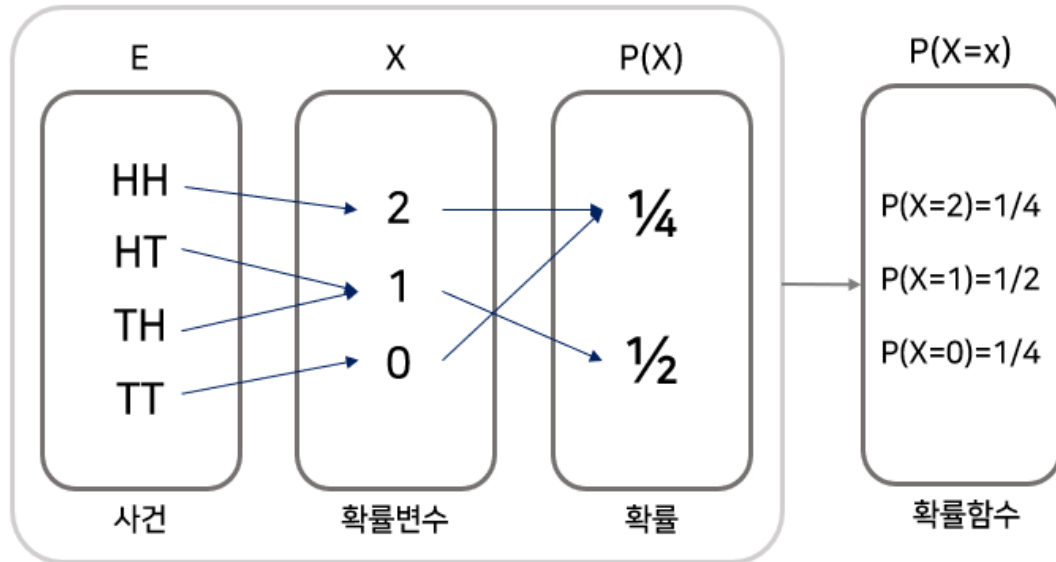 E
X
P(X)
P(X=x)
HH
HT
TH
TT
2
1
0
¼
½
P(X=2)=1/4
P(X=1)=1/2
P(X=0)=1/4
사건
확률변수
확률
확률함수